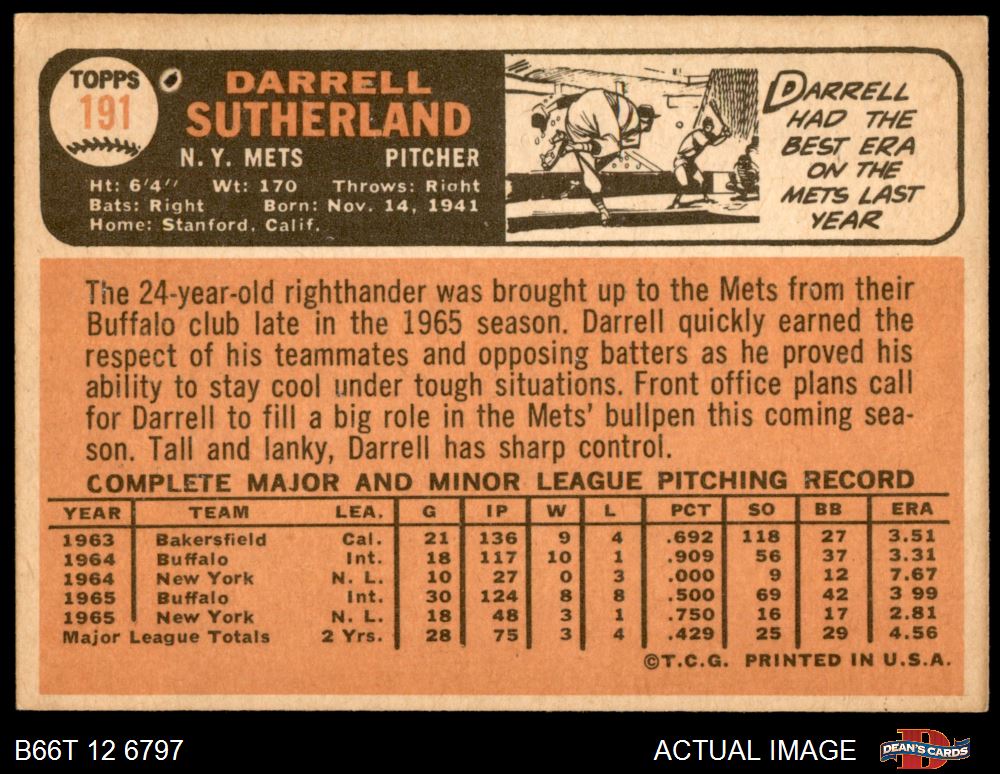 TOPPS
191
DARRELL
SUTHERLAND
N. Y. METS PITCHER
Ht: 6'4" Wt: 170 Throws: Right
Bats: Right Born: Nov. 14, 1941
Home: Stanford, Calif.
DARRELL
HAD THE
BEST ERA
ON THE
METS LAST
YEAR
The 24-year-old righthander was brought up to the Mets from their
Buffalo club late in the 1965 season. Darrell quickly earned the
respect of his teammates and opposing batters as he proved his
ability to stay cool under tough situations. Front office plans call
for Darrell to fill a big role in the Mets' bullpen this coming sea-
son. Tall and lanky, Darrell has sharp control.
COMPLETE MAJOR AND MINOR LEAGUE PITCHING RECORD
YEAR TEAM LEA. G IP W L PCT SO BB ERA
1963 Bakersfield Cal. 21 136 9 4 .692 118 27 3.51
1964 Buffalo Int. 18 117 10 1 .909 56 37 3.31
1964 New York N. L. 10 27 0 3 .000 9 12 7.67
1965 Buffalo Int. 30 124 8 8 .500 69 42 3 99
1965 New York N. L. 18 48 3 1 .750 16 17 2.81
Major League Totals 2 Yrs. 28 75 3 4 .429 25 29 4.56
©T.C.G. PRINTED IN U.S.A.
B66T 12 6797 ACTUAL IMAGE DEAN'S CARDS